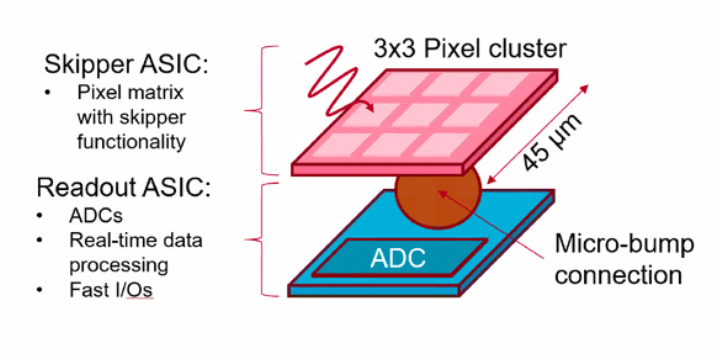 Skipper ASIC:
• Pixel matrix
with skipper
functionality
Readout ASIC:
• ADCs
• Real-time data
processing
• Fast I/Os
3x3 Pixel cluster
45 µm
ADC
Micro-bump
connection